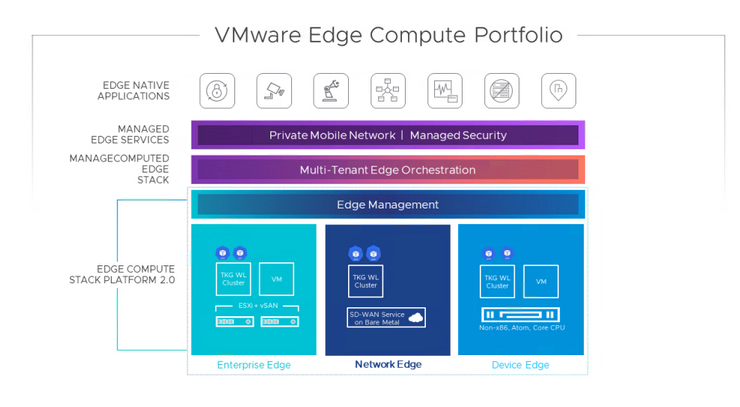 VMware Edge Compute Portfolio
EDGE NATIVE
APPLICATIONS
MANAGED
EDGE SERVICES
Private Mobile Network | Managed Security
MANAGECOMPUTED
EDGE
STACK
Multi-Tenant Edge Orchestration
Edge Management
EDGE COMPUTE
STACK PLATFORM 2.0
TKG WL
Cluster
VM
ESXi + vSAN
Enterprise Edge
TKG WL
Cluster
SD-WAN Service
on Bare Metal
Network Edge
TKG WL
Cluster
VM
Non-x86, Atom, Core CPU
Device Edge